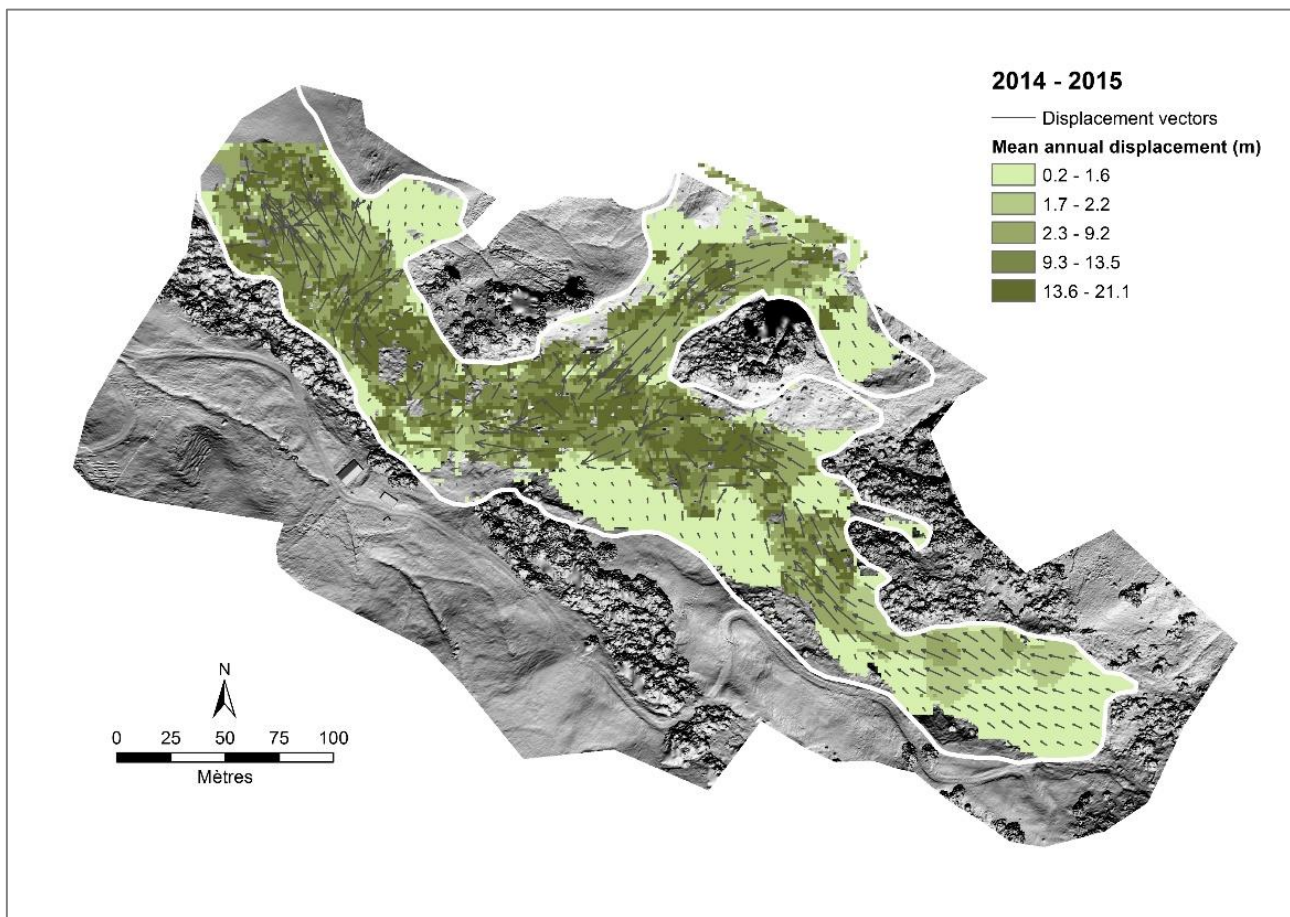 2014 - 2015
Displacement vectors
Mean annual displacement (m)
0.2 - 1.6
1.7 - 2.2
2.3 - 9.2
9.3 - 13.5
13.6 - 21.1
N
0 25 50 75 100
Mètres